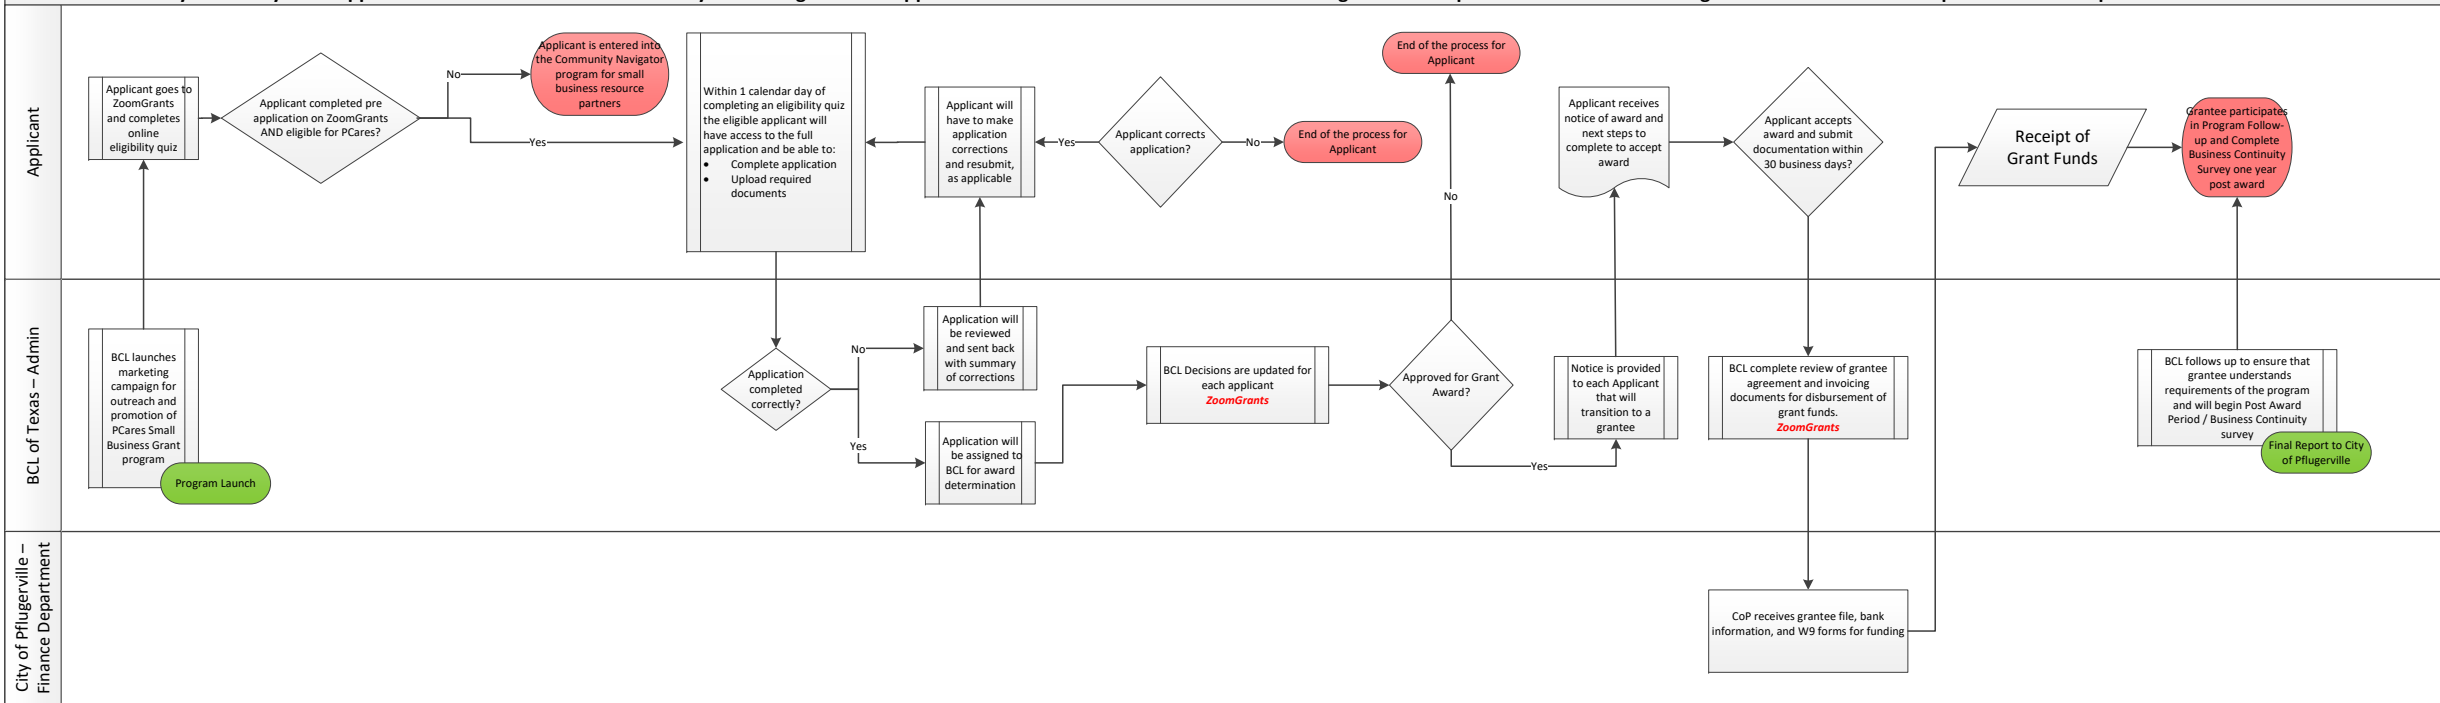 Applicant
Applicant goes to
ZoomGrants
and completes
online
eligibility quiz
Applicant completed pre
application on ZoomGrants
AND eligible for PCares?
No
Yes
Applicant is entered into
the Community Navigator
program for small
business resource
partners
Within 1 calendar day of
completing an eligibility quiz
the eligible applicant will
have access to the full
application and be able to:
• Complete application
• Upload required
documents
Applicant will
have to make
application
corrections
and resubmit,
as applicable
Yes
Applicant corrects
application?
No
End of the process for
Applicant
End of the process for
Applicant
No
Applicant receives
notice of award and
next steps to
complete to accept
award
Applicant accepts
award and submit
documentation within
30 business days?
Receipt of
Grant Funds
Grantee participates
in Program Follow-
up and Complete
Business Continuity
Survey one year
post award
BCL of Texas – Admin
BCL launches
marketing
campaign for
outreach and
promotion of
PCares Small
Business Grant
program
Program Launch
Application
completed
correctly?
No
Yes
Application will
be reviewed
and sent back
with summary
of corrections
Application will
be assigned to
BCL for award
determination
BCL Decisions are updated for
each applicant
ZoomGrants
Approved for Grant
Award?
Yes
Notice is provided
to each Applicant
that will
transition to a
grantee
BCL complete review of grantee
agreement and invoicing
documents for disbursement of
grant funds.
ZoomGrants
BCL follows up to ensure that
grantee understands
requirements of the program
and will begin Post Award
Period / Business Continuity
survey
Final Report to City
of Pflugerville
City of Pflugerville –
Finance Department
CoP receives grantee file, bank
information, and W9 forms for funding